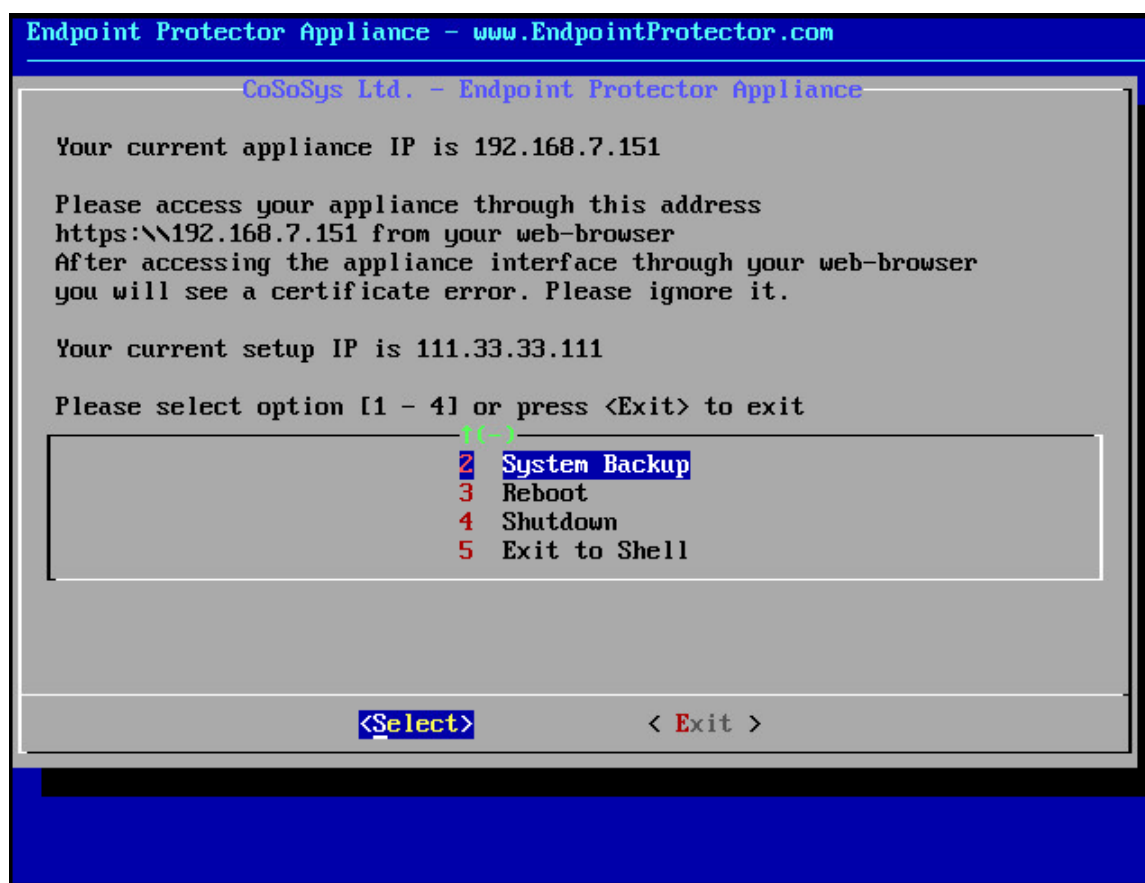 Endpoint Protector Appliance - www.EndpointProtector.com
CoSoSys Ltd. - Endpoint Protector Appliance
Your current appliance IP is 192.168.7.151
Please access your appliance through this address
https:\\192.168.7.151 from your web-browser
After accessing the appliance interface through your web-browser
you will see a certificate error. Please ignore it.
Your current setup IP is 111.33.33.111
Please select option [1 - 4] or press <Exit> to exit
↑(-)
2 System Backup
3 Reboot
4 Shutdown
5 Exit to Shell
<Select> < Exit >